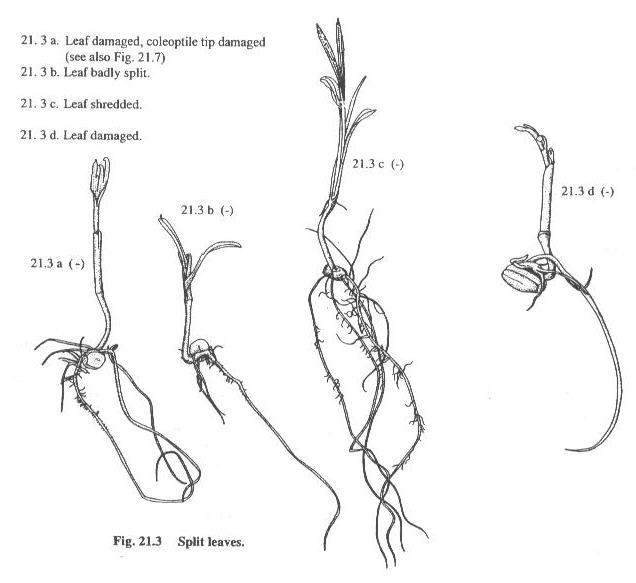 21. 3 a. Leaf damaged, coleoptile tip damaged
(see also Fig. 21.7)
21. 3 b. Leaf badly split.
21. 3 c. Leaf shredded.
21. 3 d. Leaf damaged.
21.3 a (-)
21.3 b (-)
21.3 c (-)
21.3 d (-)
Fig. 21.3 Split leaves.